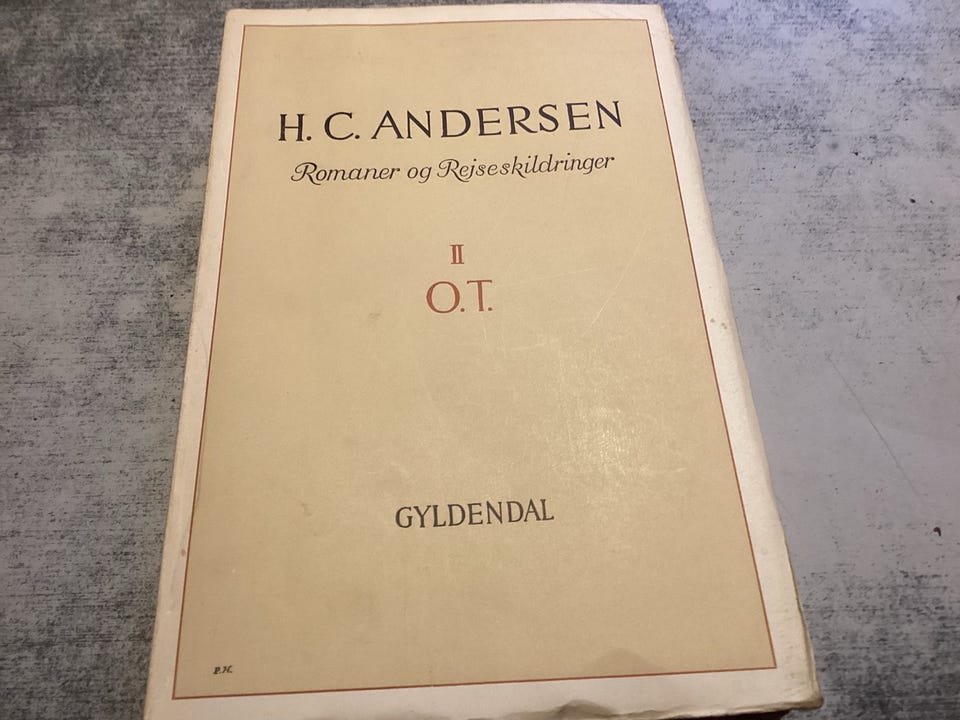 H. C. ANDERSEN
Romaner og Rejseskildringer
II
O.T.
GYLDENDAL
P.H.